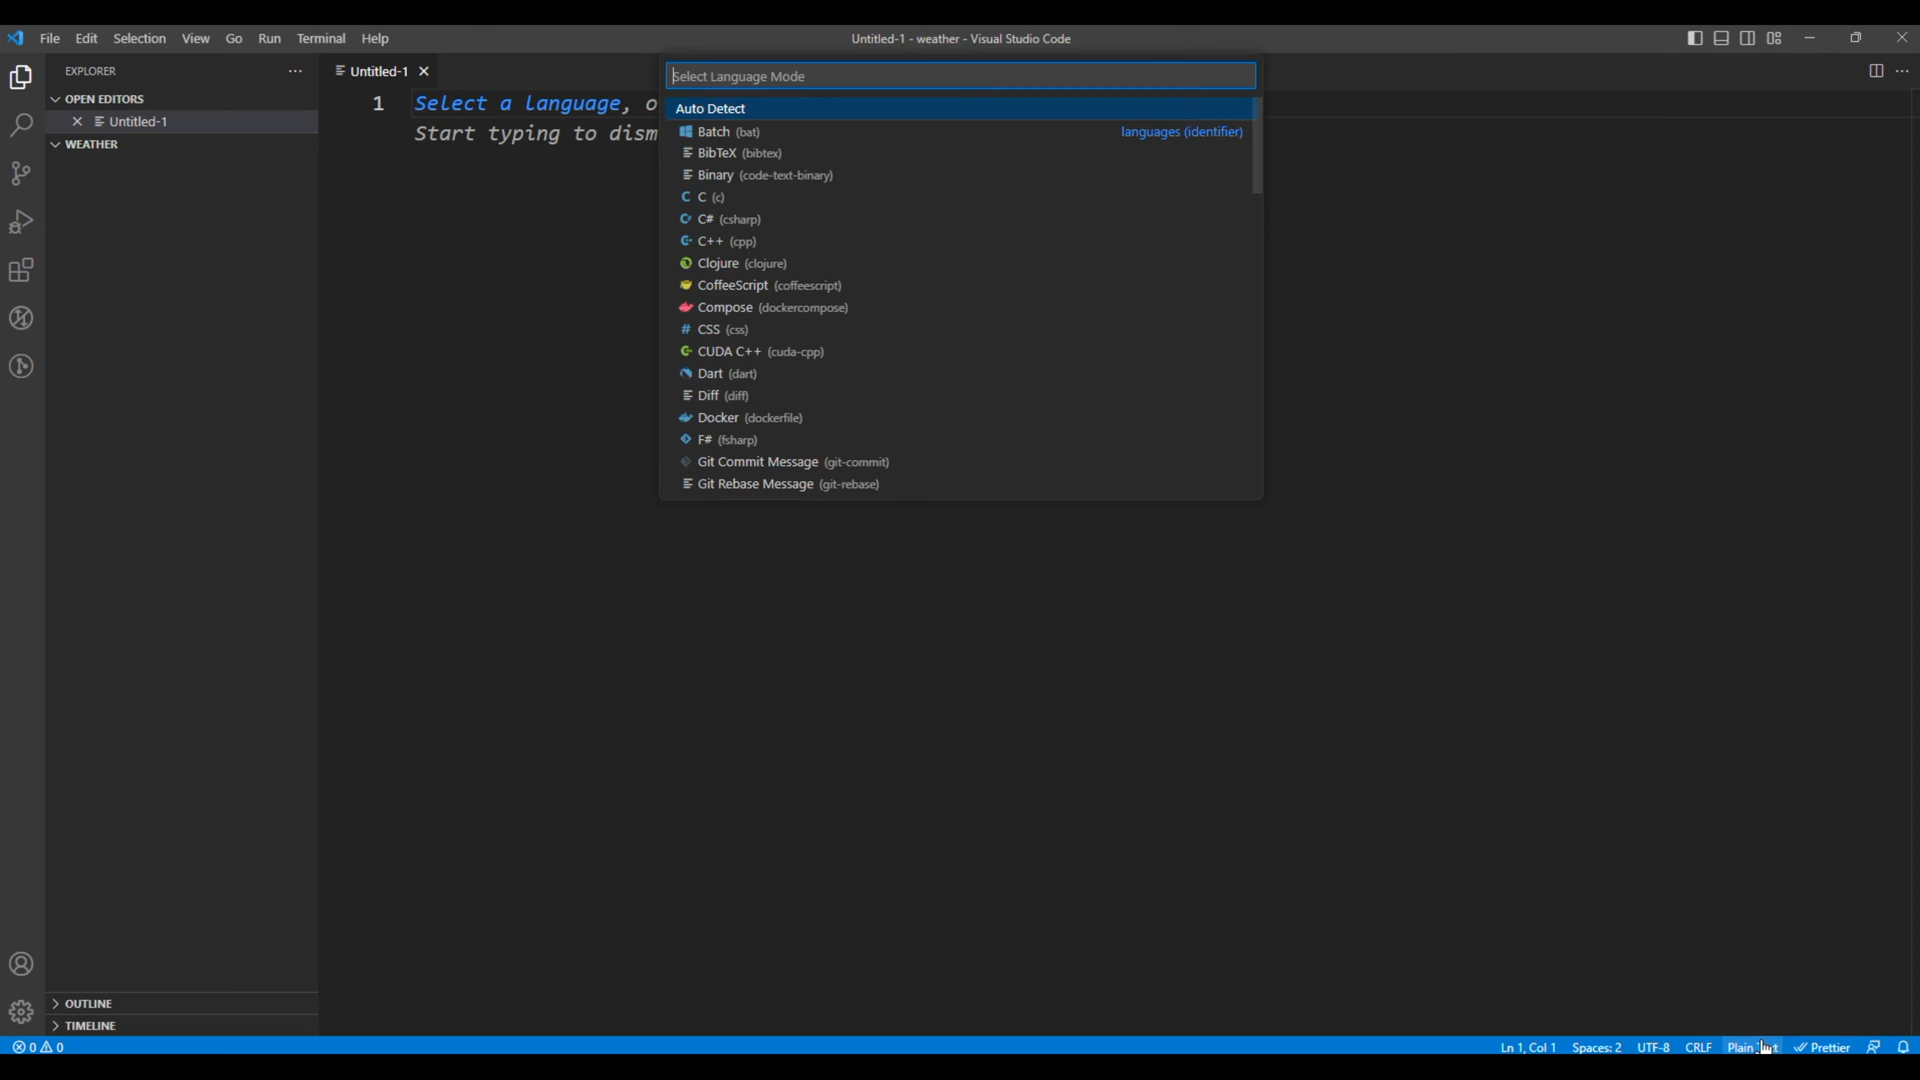 File Edit Selection View Go Run Terminal Help
Untitled-1 - weather - Visual Studio Code
EXPLORER
OPEN EDITORS
Untitled-1
WEATHER
OUTLINE
TIMELINE
Untitled-1
1 Select a language, o
Start typing to dism
Select Language Mode
Auto Detect
Batch (bat) languages (identifier)
BibTeX (bibtex)
Binary (code-text-binary)
C (c)
C# (csharp)
C++ (cpp)
Clojure (clojure)
CoffeeScript (coffeescript)
Compose (dockercompose)
CSS (css)
CUDA C++ (cuda-cpp)
Dart (dart)
Diff (diff)
Docker (dockerfile)
F# (fsharp)
Git Commit Message (git-commit)
Git Rebase Message (git-rebase)
0 0 Ln 1, Col 1 Spaces: 2 UTF-8 CRLF Plain Prettier